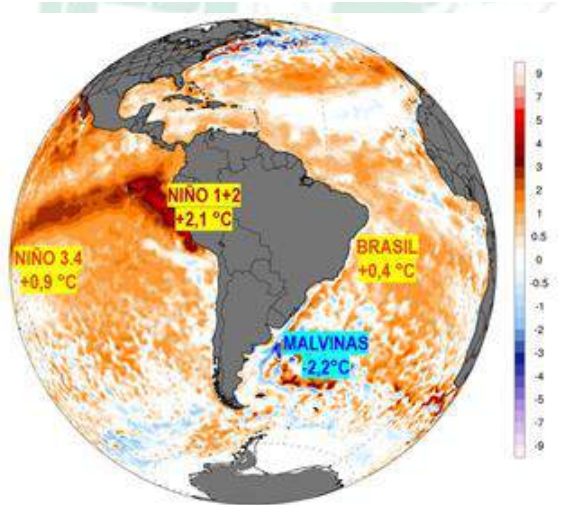 NIÑO 1+2
+2,1 °C
NIÑO 3.4
+0,9 °C
BRASIL
+0,4 °C
MALVINAS
-2,2°C
9
7
5
4
3
2
1
0.5
0
-0.5
-1
-2
-3
-4
-5
-7
-9